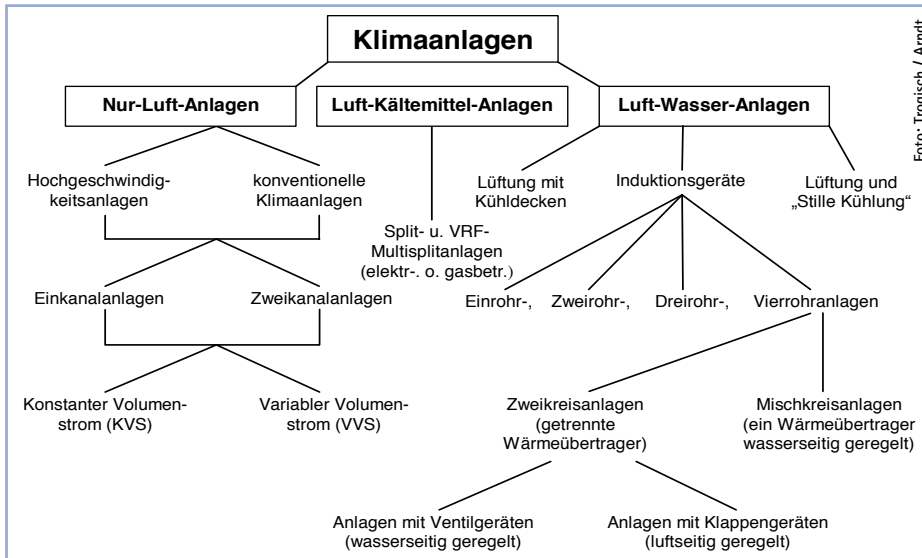 Klimaanlagen
Foto: Trogisch / Arndt
Nur-Luft-Anlagen
Luft-Kältemittel-Anlagen
Luft-Wasser-Anlagen
Hochgeschwindig-
keitsanlagen
konventionelle
Klimaanlagen
Lüftung mit
Kühldecken
Induktionsgeräte
Lüftung und
„Stille Kühlung“
Split- u. VRF-
Multisplitanlagen
(elektr-. o. gasbetr.)
Einkanalanlagen
Zweikanalanlagen
Einrohr-,
Zweirohr-,
Dreirohr-,
Vierrohranlagen
Konstanter Volumen-
strom (KVS)
Variabler Volumen-
strom (VVS)
Zweikreisanlagen
(getrennte
Wärmeübertrager)
Mischkreisanlagen
(ein Wärmeübertrager
wasserseitig geregelt)
Anlagen mit Ventilgeräten
(wasserseitig geregelt)
Anlagen mit Klappengeräten
(luftseitig geregelt)